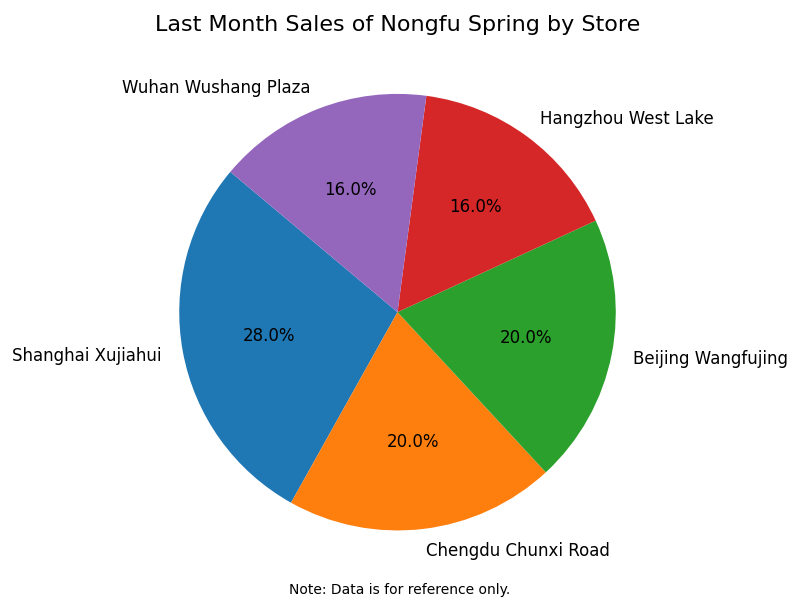 Last Month Sales of Nongfu Spring by Store
Wuhan Wushang Plaza
Hangzhou West Lake
16.0%
16.0%
28.0%
20.0%
Shanghai Xujiahui
Beijing Wangfujing
20.0%
Chengdu Chunxi Road
Note: Data is for reference only.